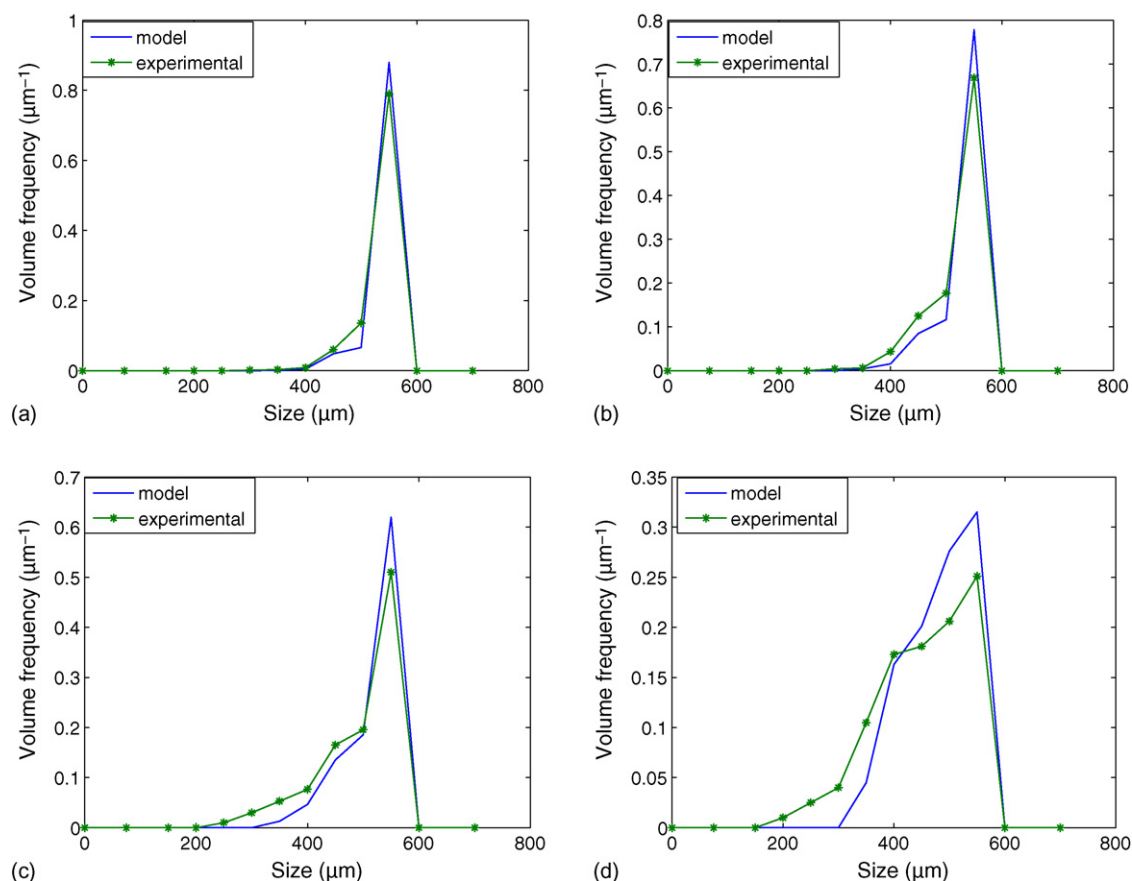 1
0.8
0.6
0.4
0.2
0
0 200 400 600 800
Volume frequency (µm−1)
Size (µm)
model
experimental
(a)
0.8
0.7
0.6
0.5
0.4
0.3
0.2
0.1
0
0 200 400 600 800
Volume frequency (µm−1)
Size (µm)
model
experimental
(b)
0.7
0.6
0.5
0.4
0.3
0.2
0.1
0
0 200 400 600 800
Volume frequency (µm−1)
Size (µm)
model
experimental
(c)
0.35
0.3
0.25
0.2
0.15
0.1
0.05
0
0 200 400 600 800
Volume frequency (µm−1)
Size (µm)
model
experimental
(d)